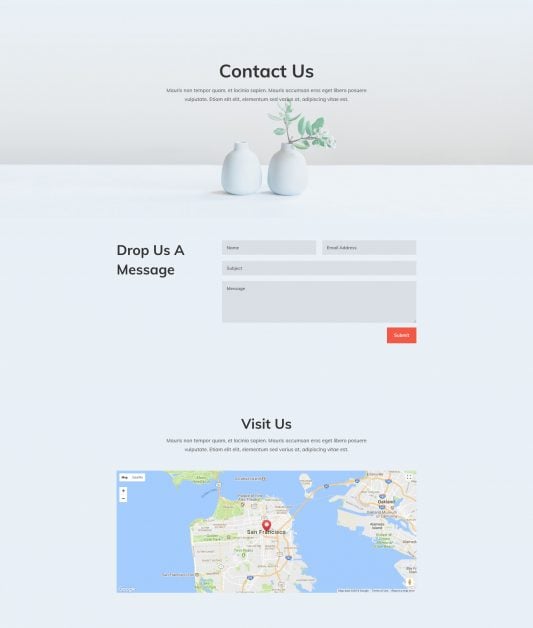 Contact Us
Mauris non tempor quam, et lacinia sapien. Mauris accumsan eros eget libero posuere
vulputate. Etiam elit elit, elementum sed varius at, adipiscing vitae est.
Drop Us A
Message
Name
Email Address
Subject
Message
Submit
Visit Us
Mauris non tempor quam, et lacinia sapien. Mauris accumsan eros eget libero posuere
vulputate. Etiam elit elit, elementum sed varius at, adipiscing vitae est.
Map
Satellite
Oakland
San Francisco
Alameda
Google